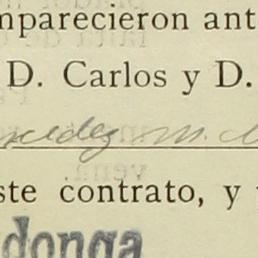 mparecieron ant
D. Carlos y D.
ste contrato, y
donga